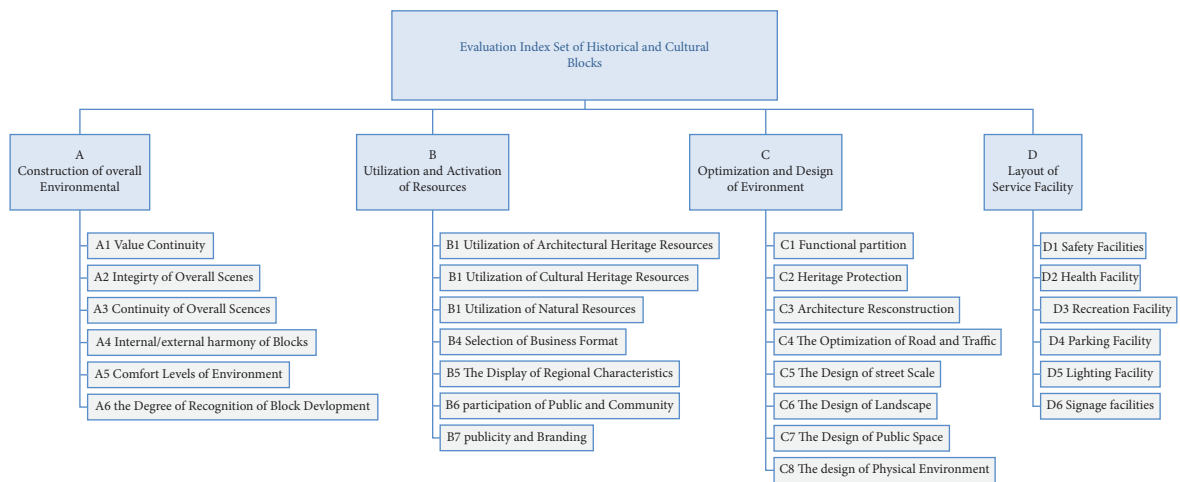 Evaluation Index Set of Historical and Cultural
Blocks
A
Construction of overall
Environmental
B
Utilization and Activation
of Resources
C
Optimization and Design
of Evironment
D
Layout of
Service Facility
A1 Value Continuity
A2 Integirty of Overall Scenes
A3 Continuity of Overall Scences
A4 Internal/external harmony of Blocks
A5 Comfort Levels of Environment
A6 the Degree of Recognition of Block Devlopment
B1 Utilization of Architectural Heritage Resources
B1 Utilization of Cultural Heritage Resources
B1 Utilization of Natural Resources
B4 Selection of Business Format
B5 The Display of Regional Characteristics
B6 participation of Public and Community
B7 publicity and Branding
C1 Functional partition
C2 Heritage Protection
C3 Architecture Resconstruction
C4 The Optimization of Road and Traffic
C5 The Design of street Scale
C6 The Design of Landscape
C7 The Design of Public Space
C8 The design of Physical Environment
D1 Safety Facilities
D2 Health Facility
D3 Recreation Facility
D4 Parking Facility
D5 Lighting Facility
D6 Signage facilities